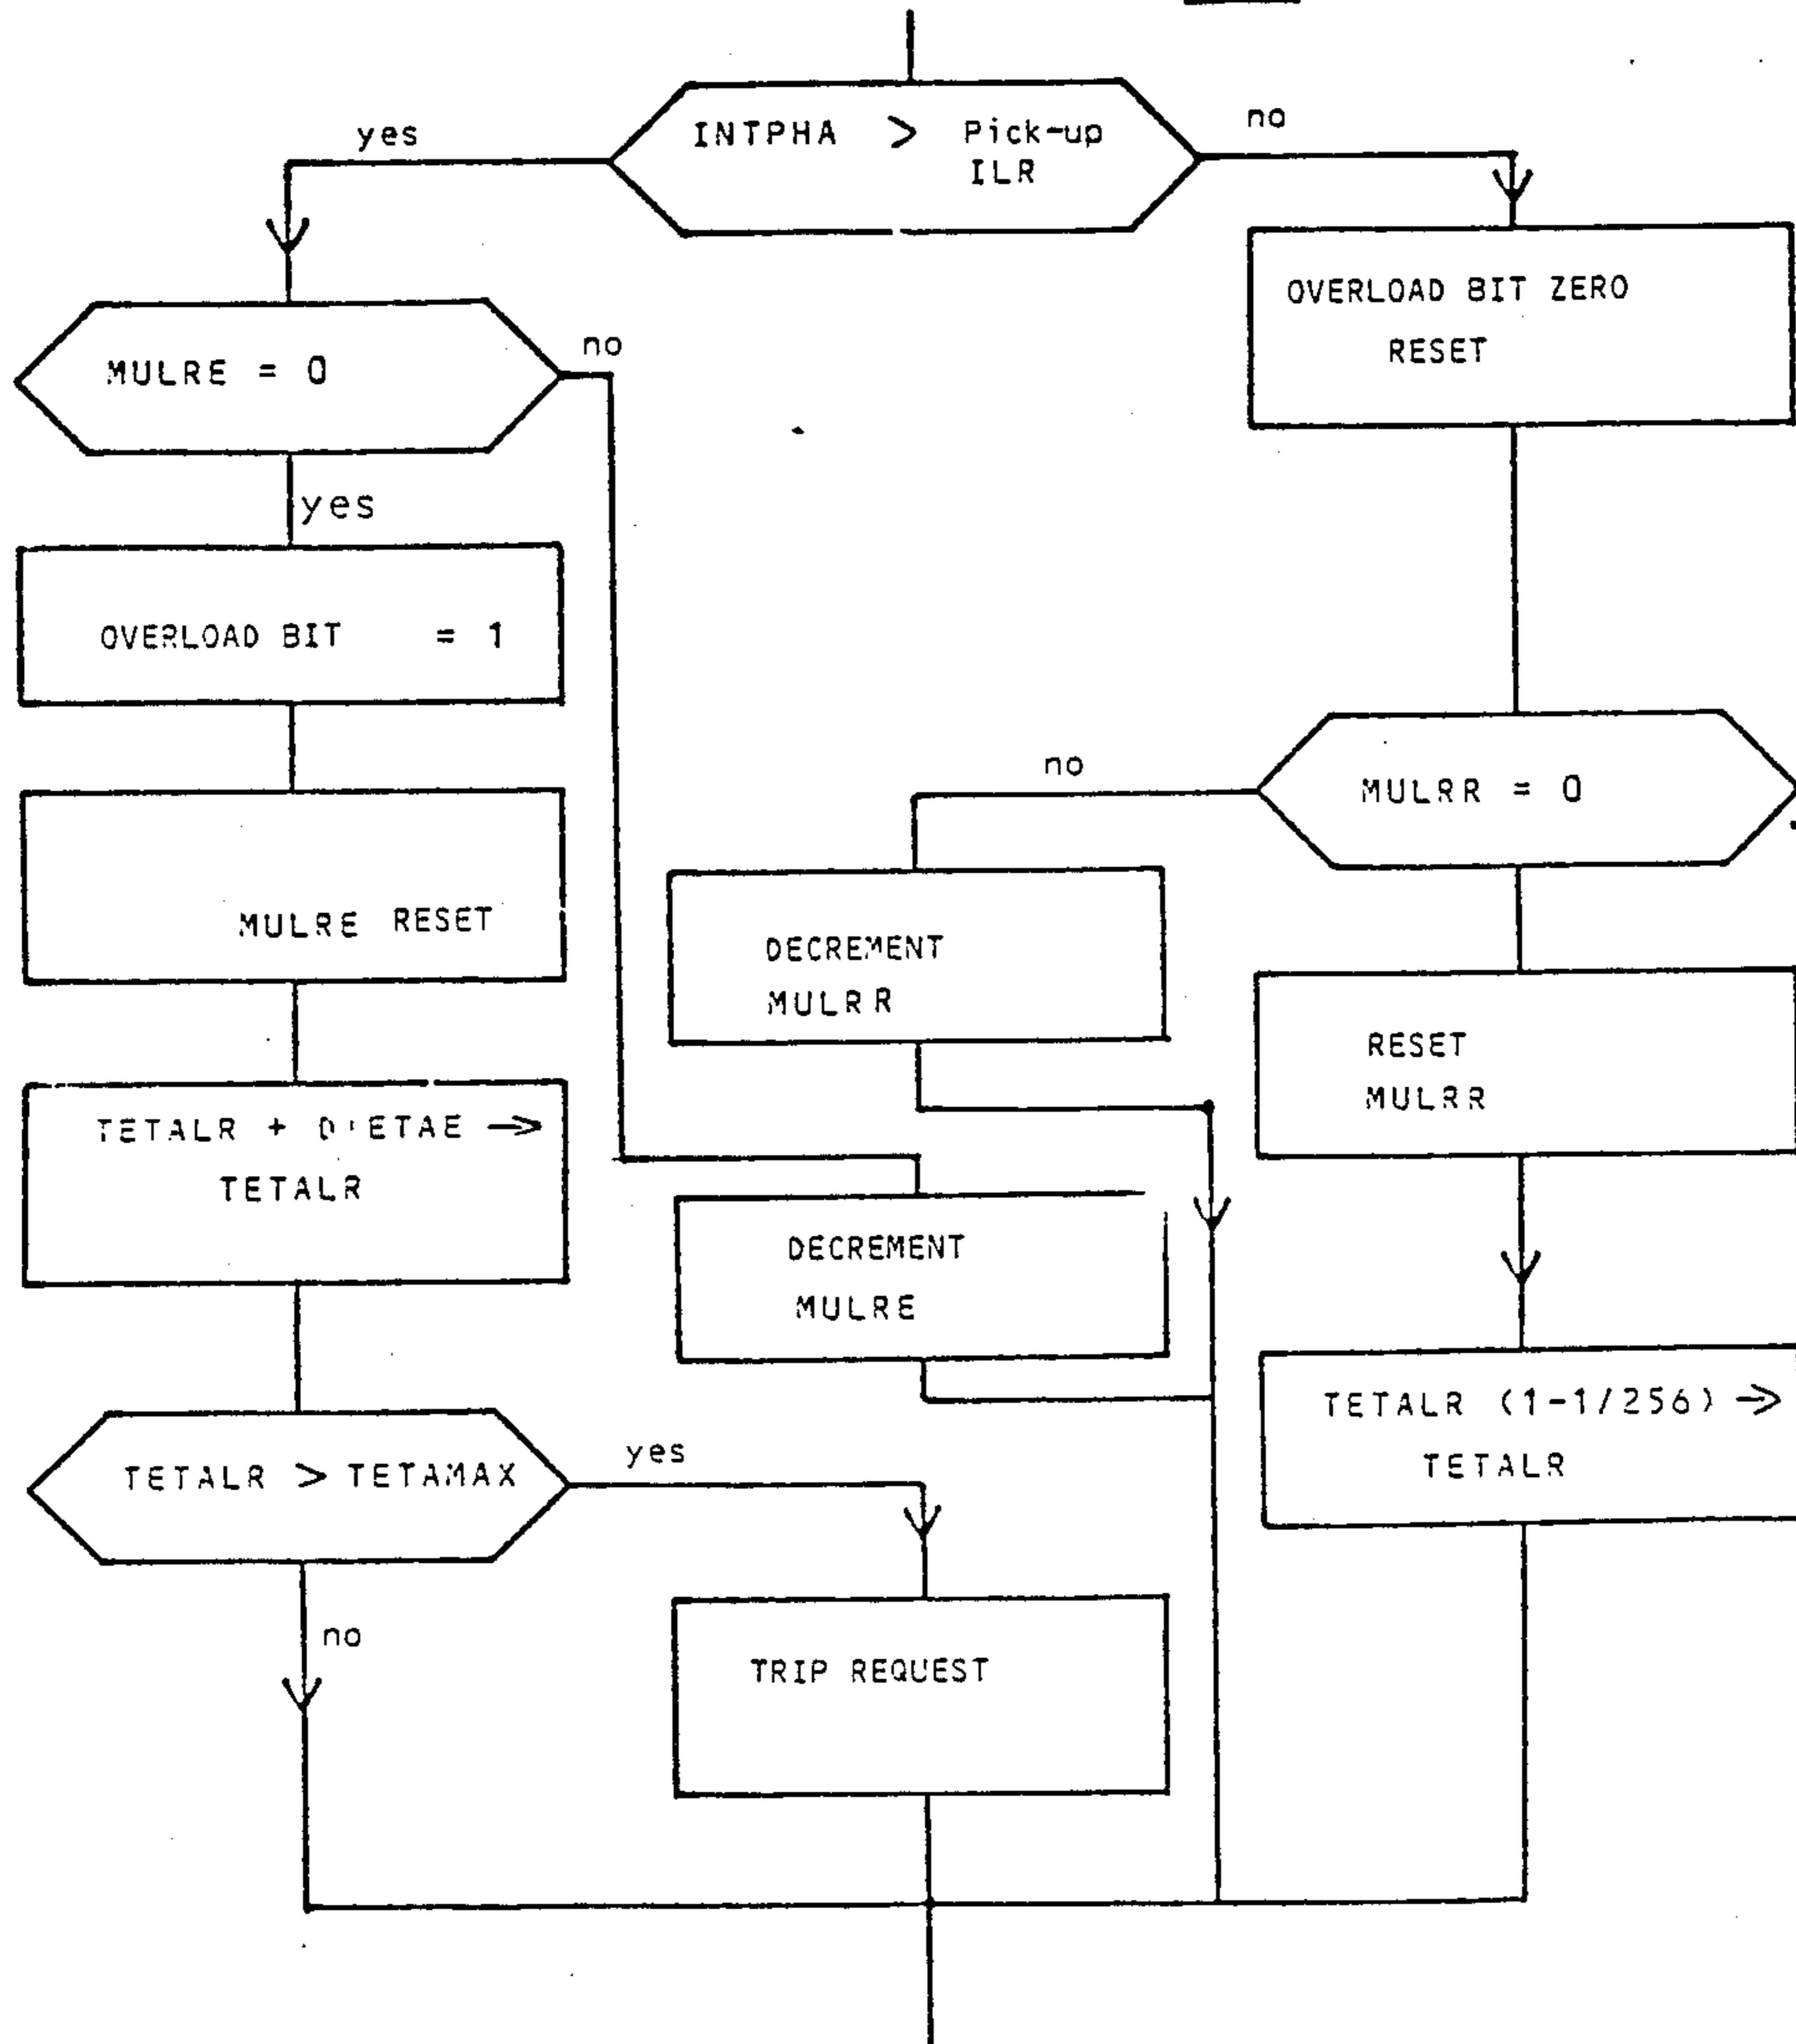 yes
INTPHA > Pick-up
ILR
no
OVERLOAD BIT ZERO
RESET
MULRE = 0
no
yes
OVERLOAD BIT = 1
MULRR = 0
no
MULRE RESET
DECREMENT
MULRR
RESET
MULRR
TETALR + →
TETALR
DECREMENT
MULRE
TETALR (1-1/256) →
TETALR
TETALR > TETAMAX
yes
no
TRIP REQUEST